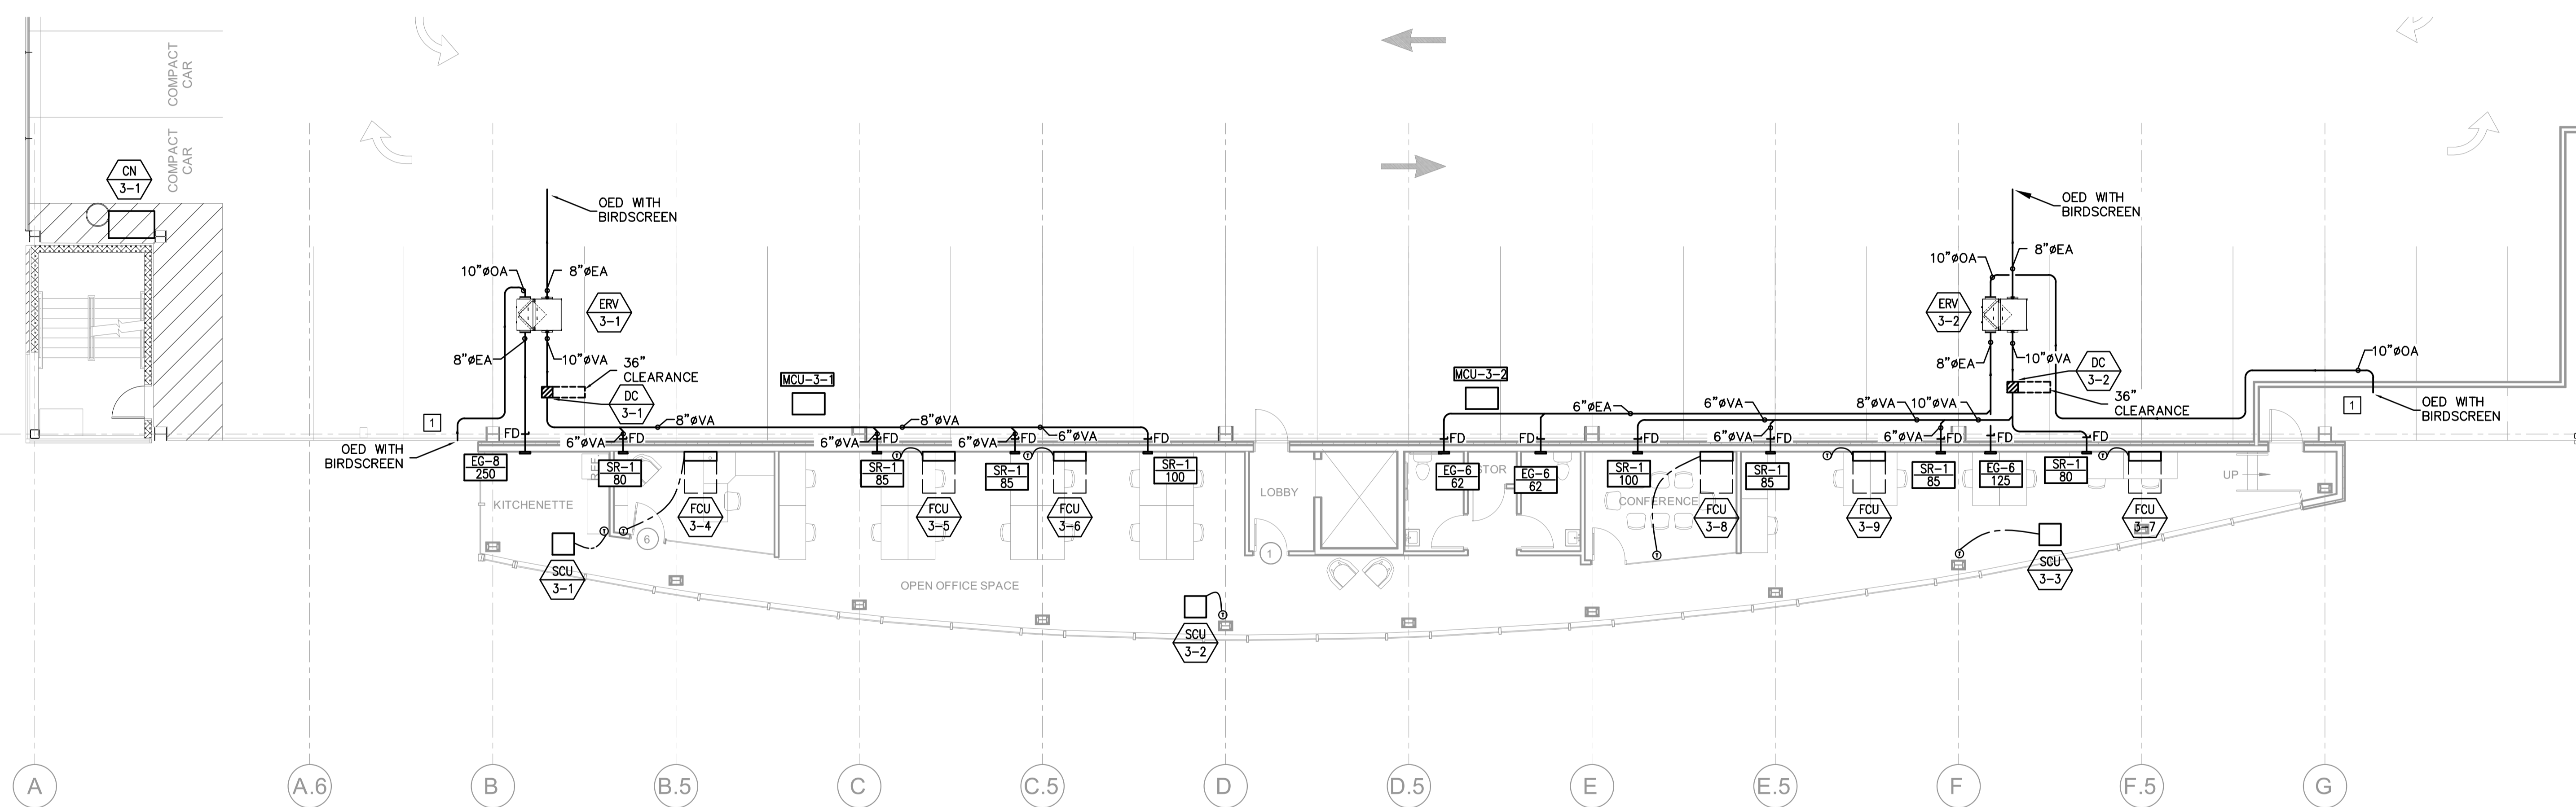 COMPACT
CAR
COMPACT
CAR
CN
3-1
OED WITH
BIRDSCREEN
OED WITH
BIRDSCREEN
10"øOA
8"øEA
ERV
3-1
8"øEA
10"øVA
36"
CLEARANCE
DC
3-1
MCU-3-1
MCU-3-2
10"øOA
8"øEA
ERV
3-2
8"øEA
10"øVA
DC
3-2
36"
CLEARANCE
10"øOA
1
OED WITH
BIRDSCREEN
1
OED WITH
BIRDSCREEN
8"øVA
8"øVA
6"øVA
6"øEA
6"øVA
8"øVA
10"øVA
FD
6"øVA
FD
6"øVA
FD
6"øVA
FD
FD
FD
FD
FD
6"øVA
FD
6"øVA
FD
FD
FD
EG-8
250
REF
SR-1
80
SR-1
85
SR-1
85
SR-1
100
EG-6
62
STOR
EG-6
62
SR-1
100
SR-1
85
SR-1
85
EG-6
125
SR-1
80
UP
KITCHENETTE
LOBBY
CONFERENCE
FCU
3-4
FCU
3-5
FCU
3-6
FCU
3-8
FCU
3-9
FCU
3-7
6
1
T
T
T
T
T
T
T
T
T
SCU
3-1
OPEN OFFICE SPACE
SCU
3-2
SCU
3-3
A
A.6
B
B.5
C
C.5
D
D.5
E
E.5
F
F.5
G